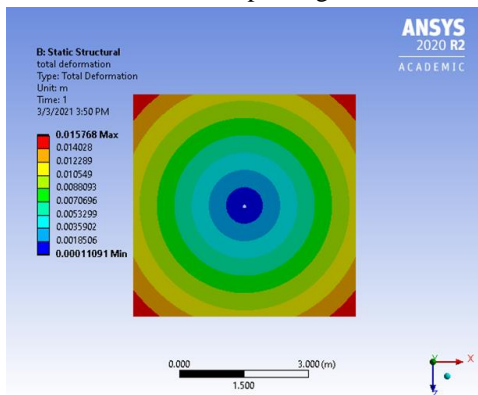 ANSYS
2020 R2
ACADEMIC
B: Static Structural
total deformation
Type: Total Deformation
Unit: m
Time: 1
3/3/2021 3:50 PM
0.015768 Max
0.014028
0.012289
0.010549
0.0088093
0.0070696
0.0053299
0.0035902
0.0018506
0.00011091 Min
0.000
3.000 (m)
1.500
Y
X
Z